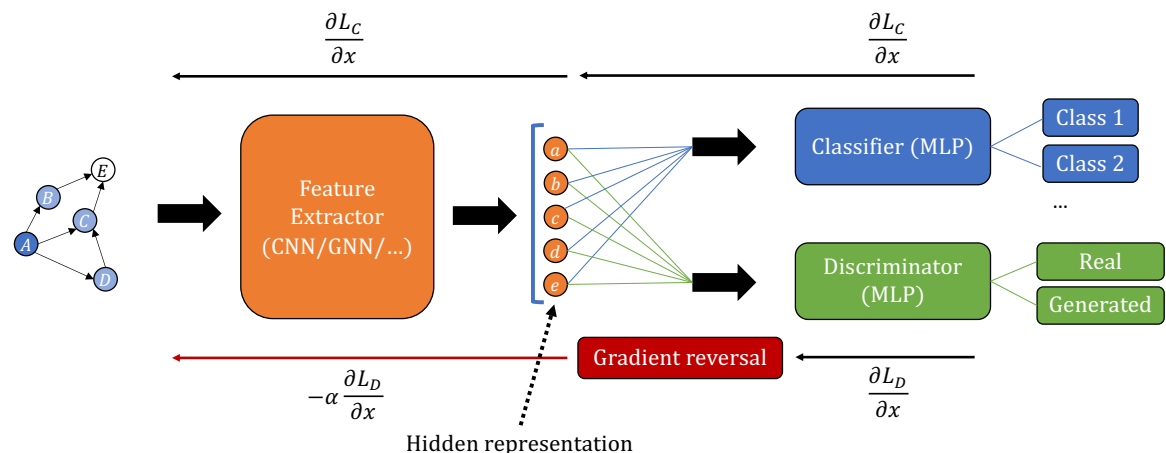 ∂L_C/∂x
∂L_C/∂x
A
B
C
D
E
Feature
Extractor
(CNN/GNN/...)
a
b
c
d
e
Classifier (MLP)
Class 1
Class 2
...
Discriminator
(MLP)
Real
Generated
Gradient reversal
−α ∂L_D/∂x
∂L_D/∂x
Hidden representation